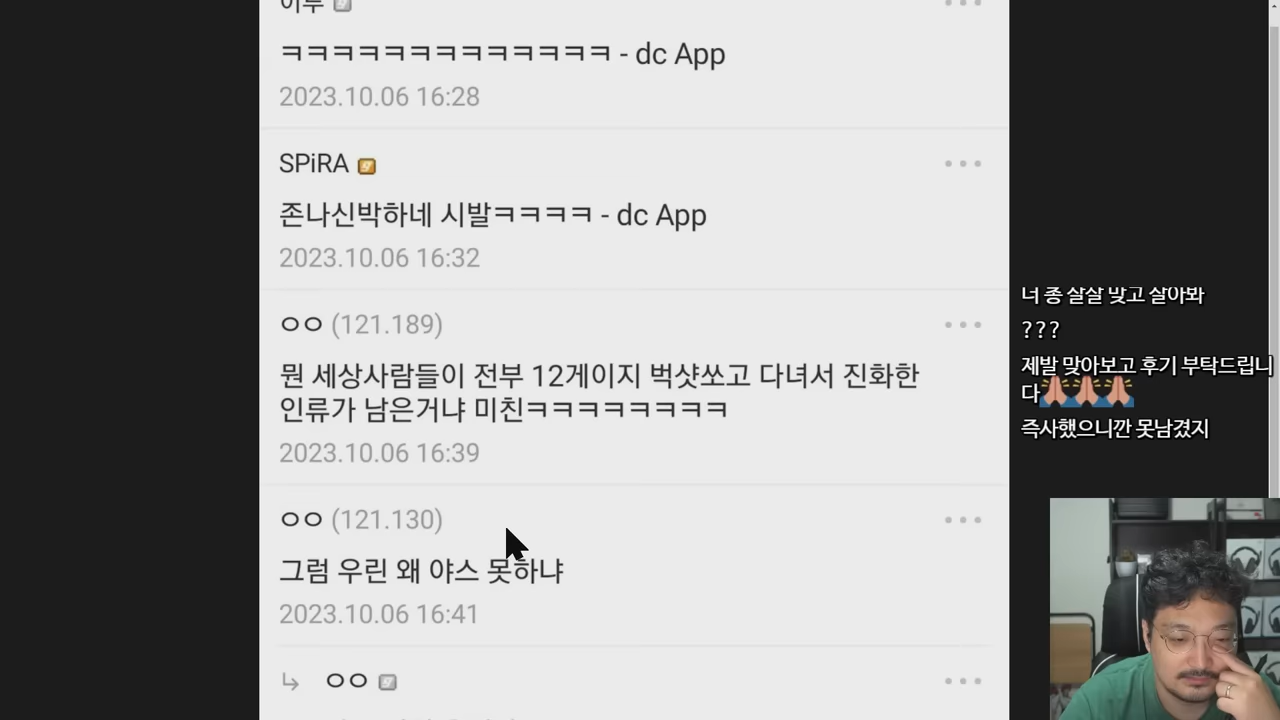 이루
ㅋㅋㅋㅋㅋㅋㅋㅋㅋㅋㅋㅋㅋ - dc App
2023.10.06 16:28
SPiRA
존나신박하네 시발ㅋㅋㅋㅋ - dc App
2023.10.06 16:32
ㅇㅇ (121.189)
뭔 세상사람들이 전부 12게이지 벅샷쏘고 다녀서 진화한
인류가 남은거냐 미친ㅋㅋㅋㅋㅋㅋㅋㅋ
2023.10.06 16:39
ㅇㅇ (121.130)
그럼 우린 왜 야스 못하냐
2023.10.06 16:41
ㅇㅇ
너 총 살살 맞고 살아봐
???
제발 맞아보고 후기 부탁드립니
다🙏🙏🙏
즉사했으니깐 못남겼지